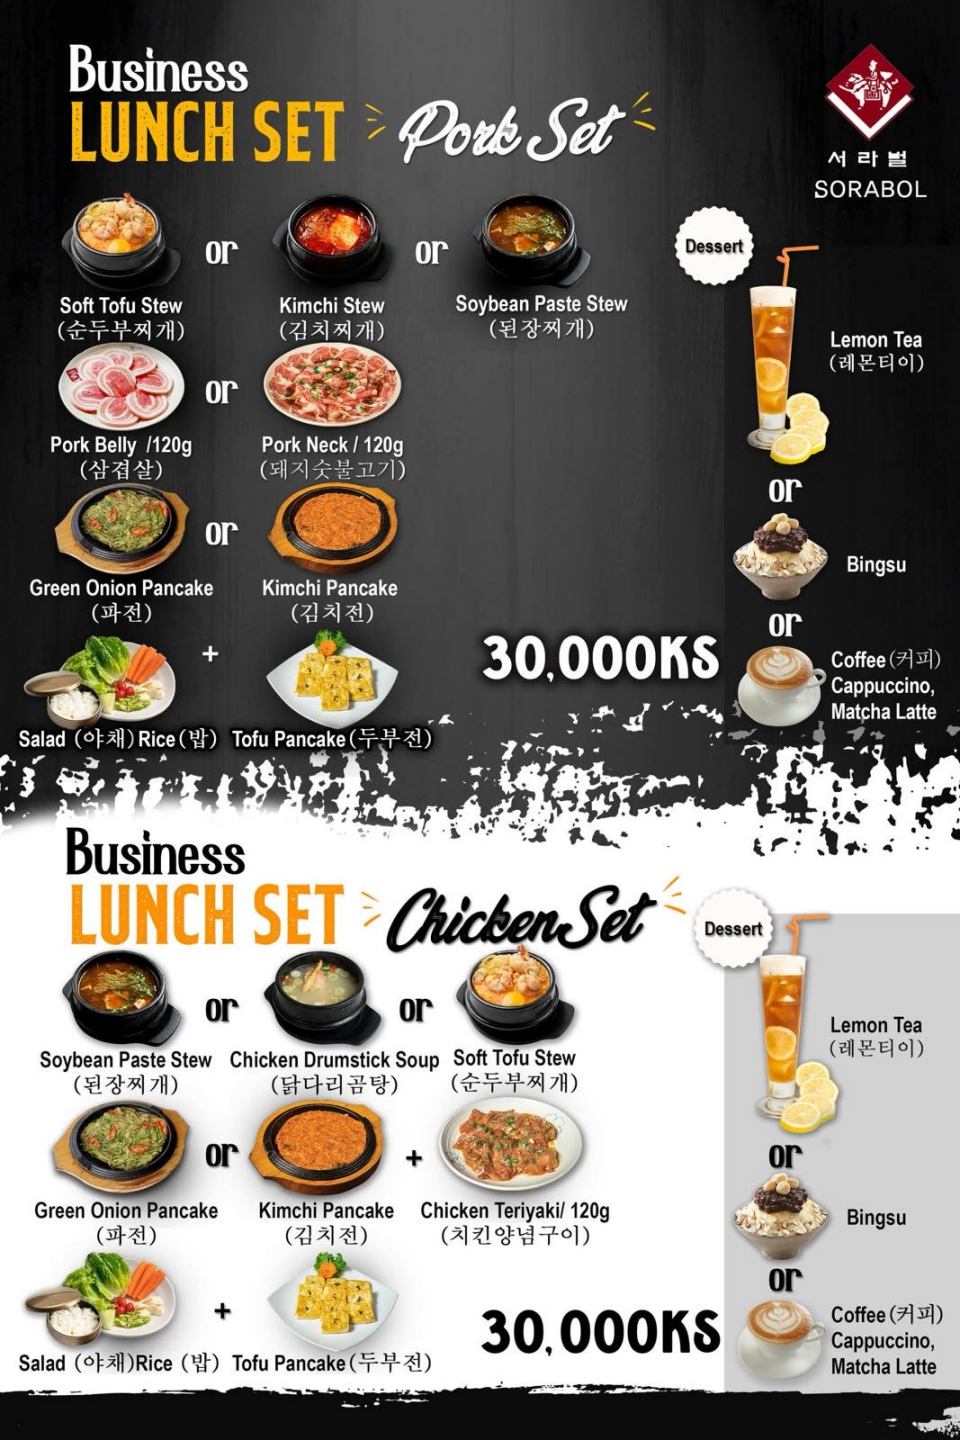 Business
LUNCH SET
Pork Set
서라벌
SORABOL
or
or
Soft Tofu Stew
(순두부찌개)
Kimchi Stew
(김치찌개)
Soybean Paste Stew
(된장찌개)
or
Pork Belly /120g
(삼겹살)
Pork Neck / 120g
(돼지숯불고기)
or
Green Onion Pancake
(파전)
Kimchi Pancake
(김치전)
+
Salad (야채) Rice (밥)
Tofu Pancake (두부전)
30,000KS
Dessert
Lemon Tea
(레몬티이)
or
Bingsu
or
Coffee (커피)
Cappuccino,
Matcha Latte
Business
LUNCH SET
Chicken Set
or
or
Soybean Paste Stew
(된장찌개)
Chicken Drumstick Soup
(닭다리곰탕)
Soft Tofu Stew
(순두부찌개)
or
+
Green Onion Pancake
(파전)
Kimchi Pancake
(김치전)
Chicken Teriyaki/ 120g
(치킨양념구이)
+
Salad (야채)Rice (밥)
Tofu Pancake (두부전)
30,000KS
Dessert
Lemon Tea
(레몬티이)
or
Bingsu
or
Coffee (커피)
Cappuccino,
Matcha Latte